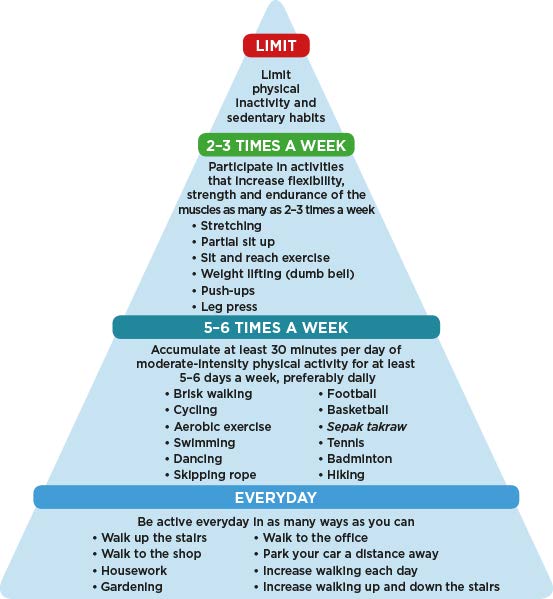 LIMIT
Limit
physical
inactivity and
sedentary habits
2–3 TIMES A WEEK
Participate in activities
that increase flexibility,
strength and endurance of the
muscles as many as 2–3 times a week
• Stretching
• Partial sit up
• Sit and reach exercise
• Weight lifting (dumb bell)
• Push-ups
• Leg press
5–6 TIMES A WEEK
Accumulate at least 30 minutes per day of
moderate-intensity physical activity for at least
5–6 days a week, preferably daily
• Brisk walking
• Cycling
• Aerobic exercise
• Swimming
• Dancing
• Skipping rope
• Football
• Basketball
• Sepak takraw
• Tennis
• Badminton
• Hiking
EVERYDAY
Be active everyday in as many ways as you can
• Walk up the stairs
• Walk to the shop
• Housework
• Gardening
• Walk to the office
• Park your car a distance away
• Increase walking each day
• Increase walking up and down the stairs